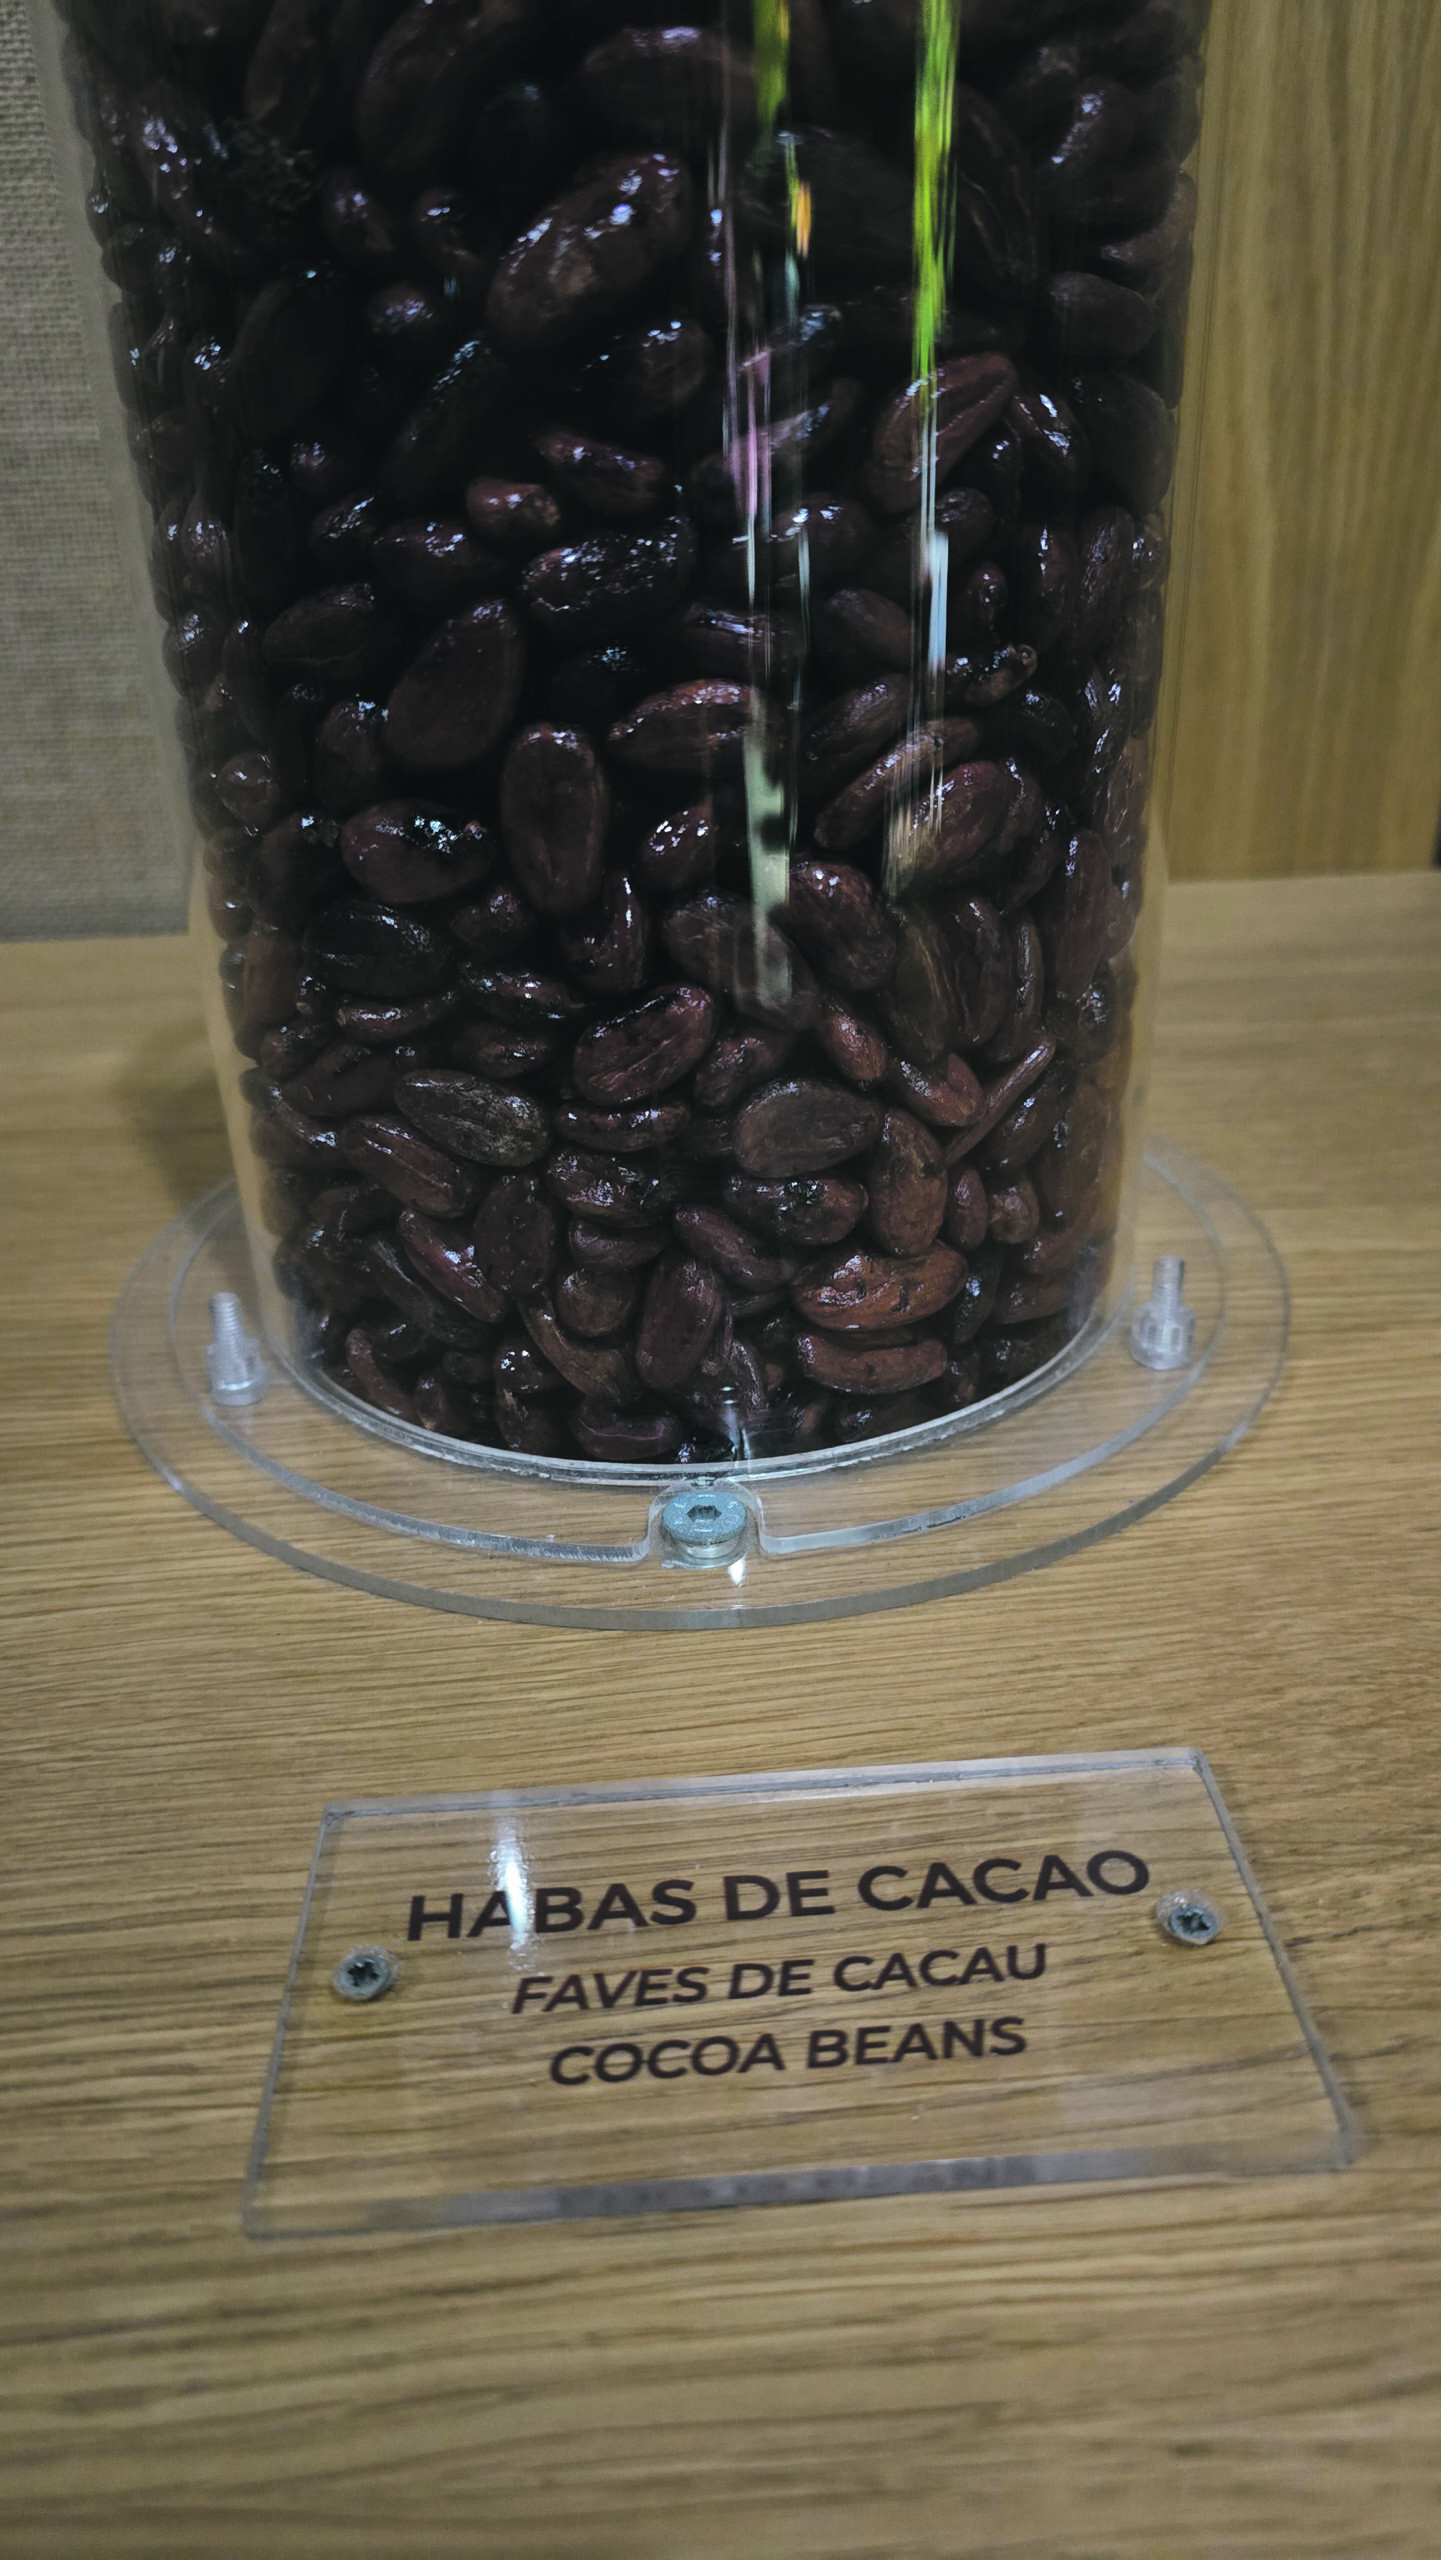 HABAS DE CACAO
FAVES DE CACAU
COCOA BEANS